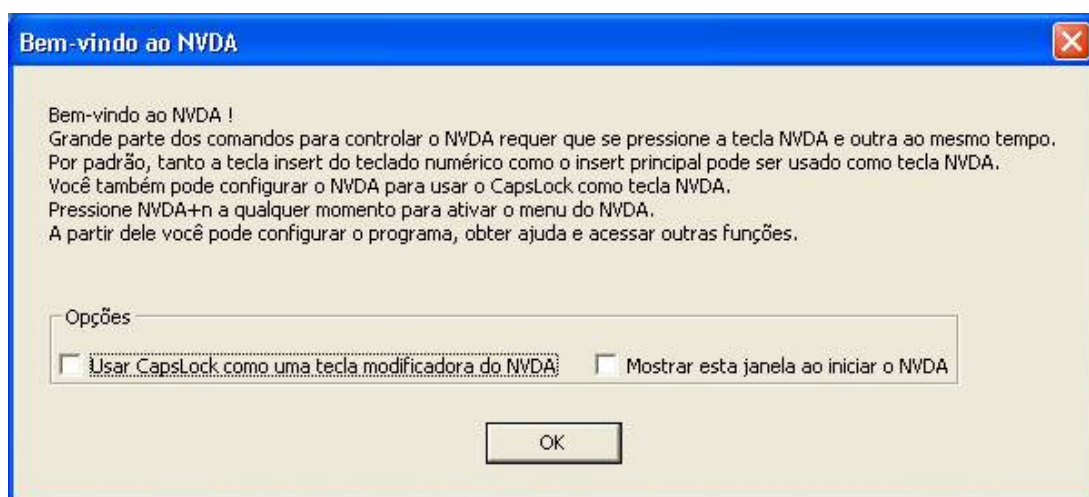 Bem-vindo ao NVDA
Bem-vindo ao NVDA !
Grande parte dos comandos para controlar o NVDA requer que se pressione a tecla NVDA e outra ao mesmo tempo.
Por padrão, tanto a tecla insert do teclado numérico como o insert principal pode ser usado como tecla NVDA.
Você também pode configurar o NVDA para usar o CapsLock como tecla NVDA.
Pressione NVDA+n a qualquer momento para ativar o menu do NVDA.
A partir dele você pode configurar o programa, obter ajuda e acessar outras funções.
Opções
Usar CapsLock como uma tecla modificadora do NVDA Mostrar esta janela ao iniciar o NVDA
OK